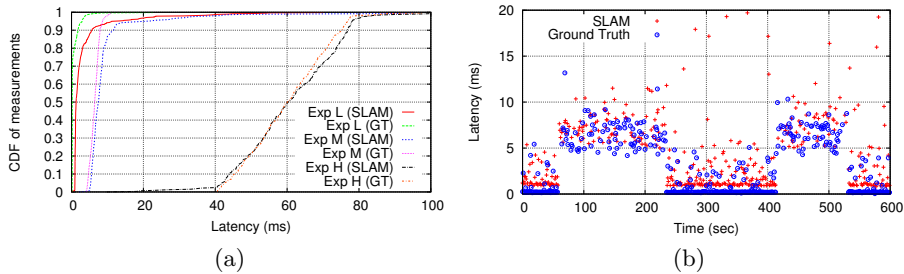 CDF of measurements
1
0.9
0.8
0.7
0.6
0.5
0.4
0.3
0.2
0.1
0
Exp L (SLAM)
Exp L (GT)
Exp M (SLAM)
Exp M (GT)
Exp H (SLAM)
Exp H (GT)
0 20 40 60 80 100
Latency (ms)
(a)
Latency (ms)
20
15
10
5
0
SLAM
Ground Truth
0 100 200 300 400 500 600
Time (sec)
(b)